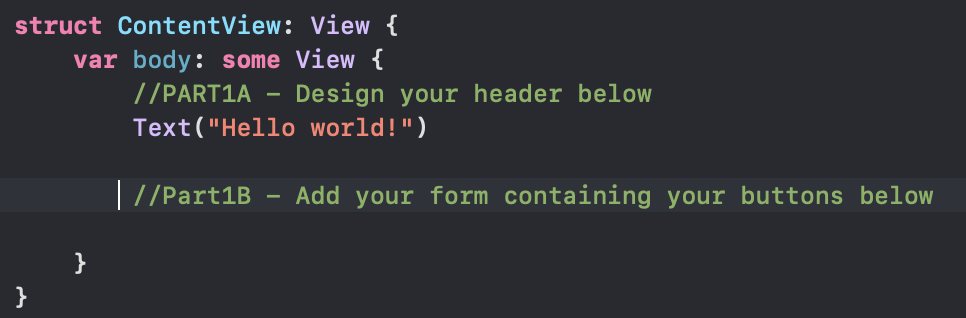 struct ContentView: View {
    var body: some View {
        //PART1A - Design your header below
        Text("Hello world!")
        //Part1B - Add your form containing your buttons below
    }
}